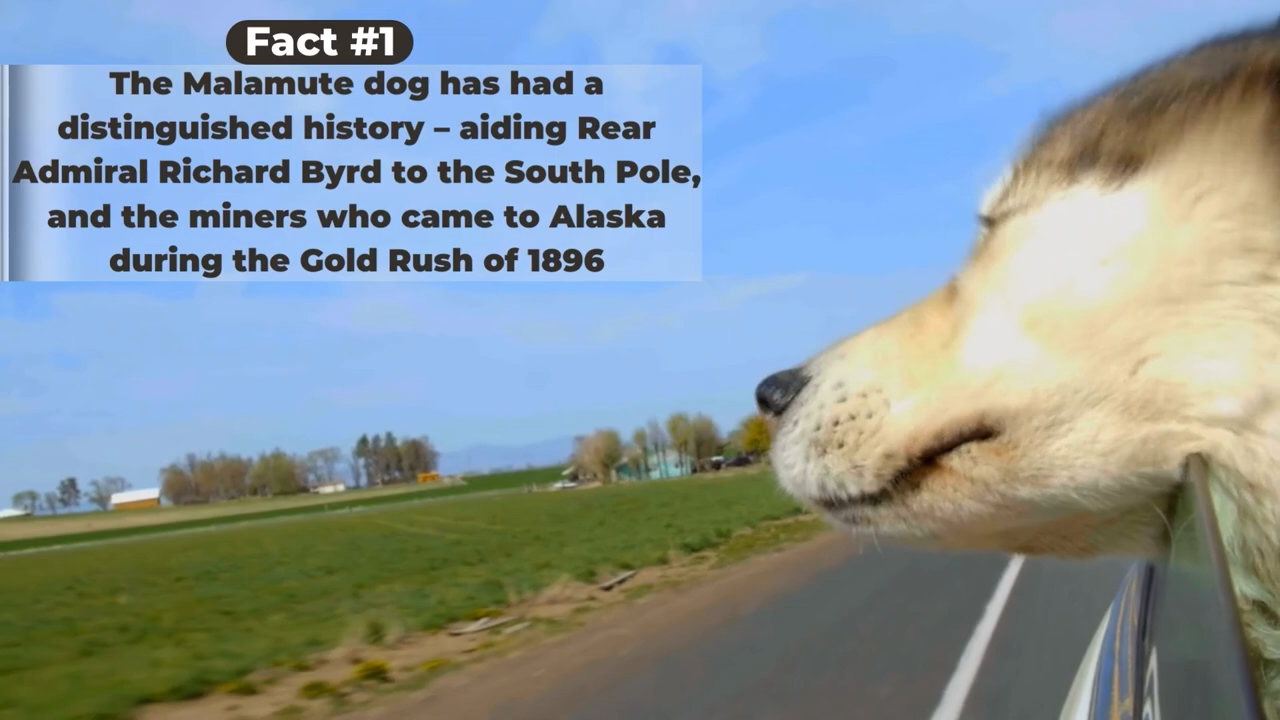 Fact #1
The Malamute dog has had a
distinguished history – aiding Rear
Admiral Richard Byrd to the South Pole,
and the miners who came to Alaska
during the Gold Rush of 1896